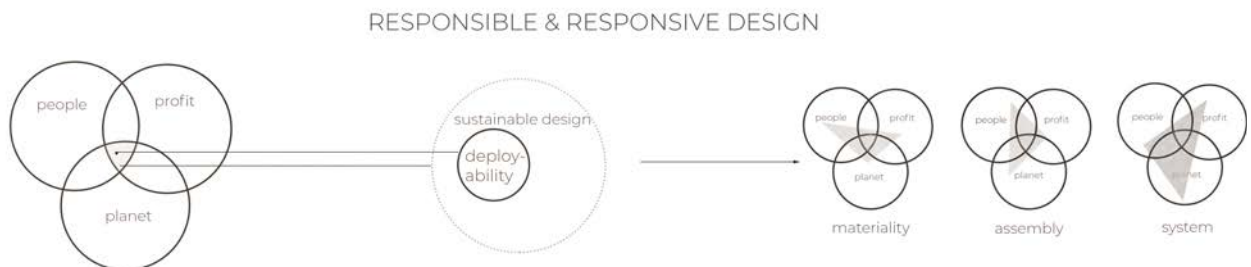 RESPONSIBLE & RESPONSIVE DESIGN
people
profit
planet
sustainable design
deploy-
ability
people
profit
planet
materiality
people
profit
planet
assembly
people
profit
planet
system